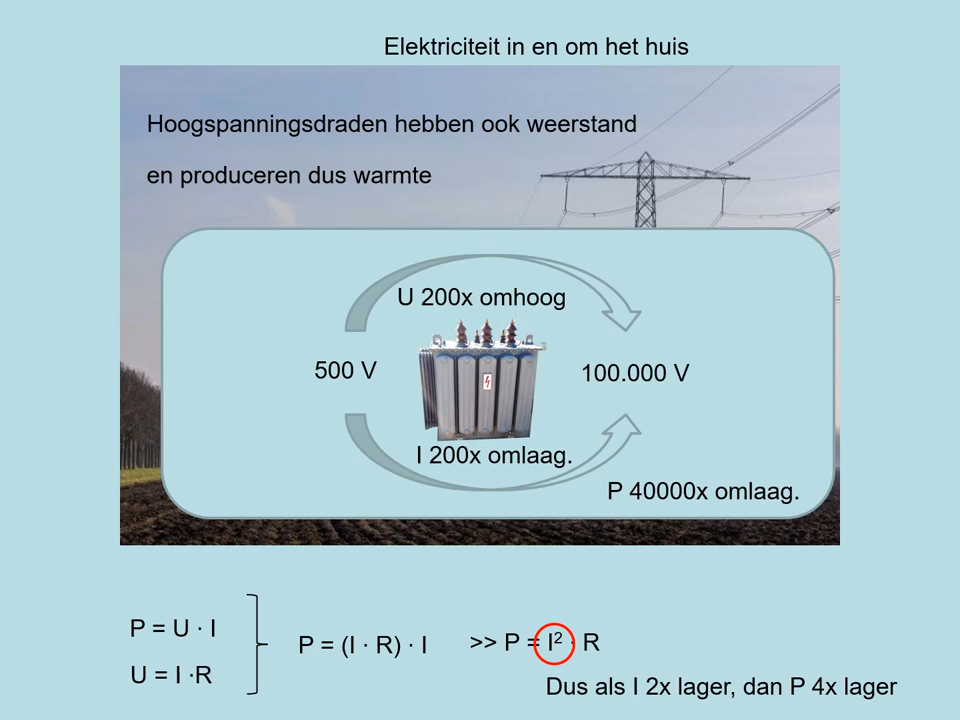 Elektriciteit in en om het huis
Hoogspanningsdraden hebben ook weerstand
en produceren dus warmte
U 200x omhoog
500 V
100.000 V
I 200x omlaag.
P 40000x omlaag.
P = U · I
U = I ·R
P = (I · R) · I
>> P = I² · R
Dus als I 2x lager, dan P 4x lager